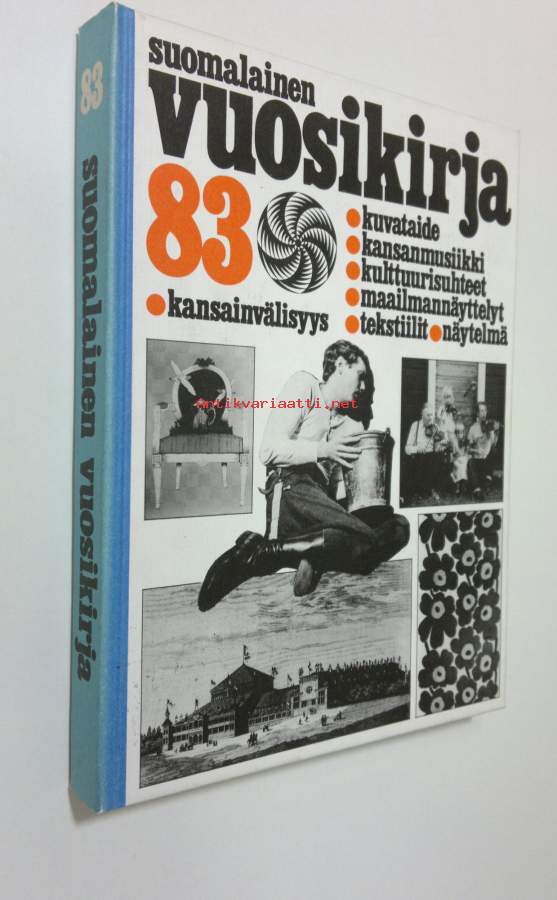 83
suomalainen vuosikirja
suomalainen
vuosikirja
83
kuvataide
kansanmusiikki
kulttuurisuhteet
maailmannäyttelyt
tekstiilit näytelmä
kansainvälisyys
Antikvariaatti.net